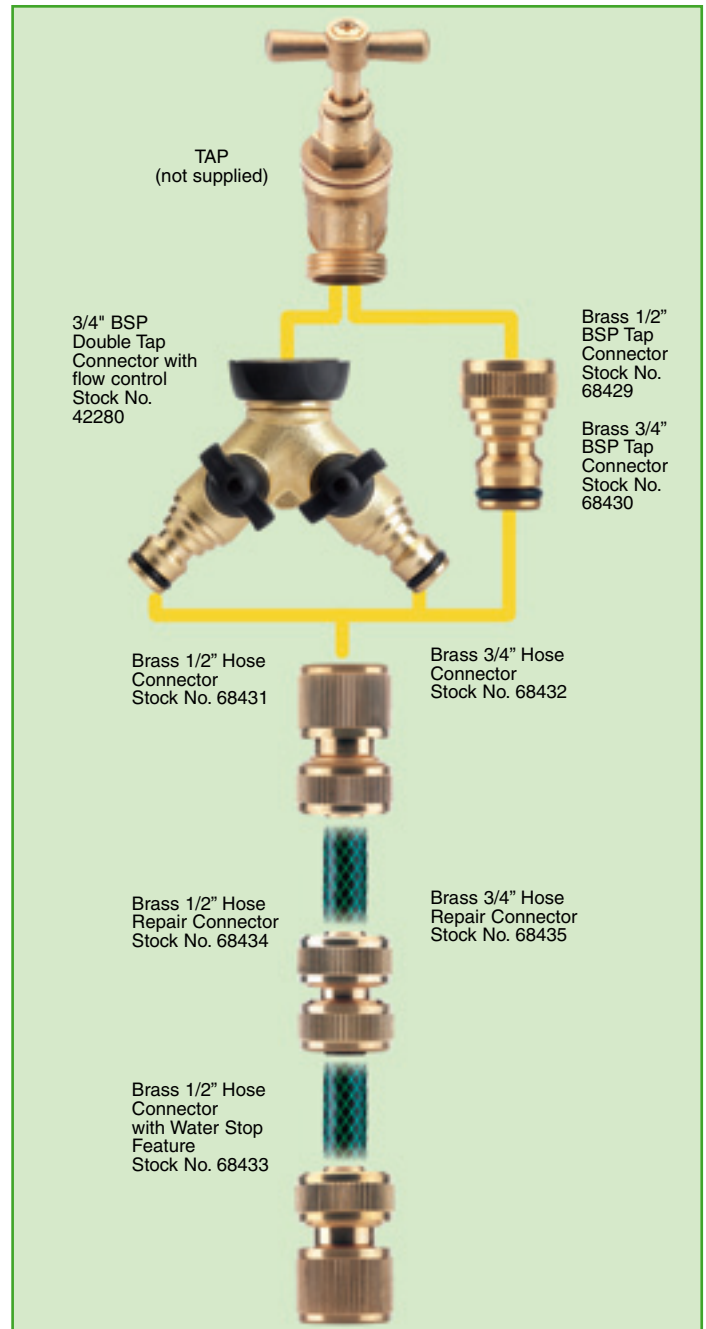 TAP
(not supplied)
3/4" BSP
Double Tap
Connector with
flow control
Stock No.
42280
Brass 1/2”
BSP Tap
Connector
Stock No.
68429
Brass 3/4”
BSP Tap
Connector
Stock No.
68430
Brass 1/2” Hose
Connector
Stock No. 68431
Brass 3/4” Hose
Connector
Stock No. 68432
Brass 1/2” Hose
Repair Connector
Stock No. 68434
Brass 3/4” Hose
Repair Connector
Stock No. 68435
Brass 1/2” Hose
Connector
with Water Stop
Feature
Stock No. 68433